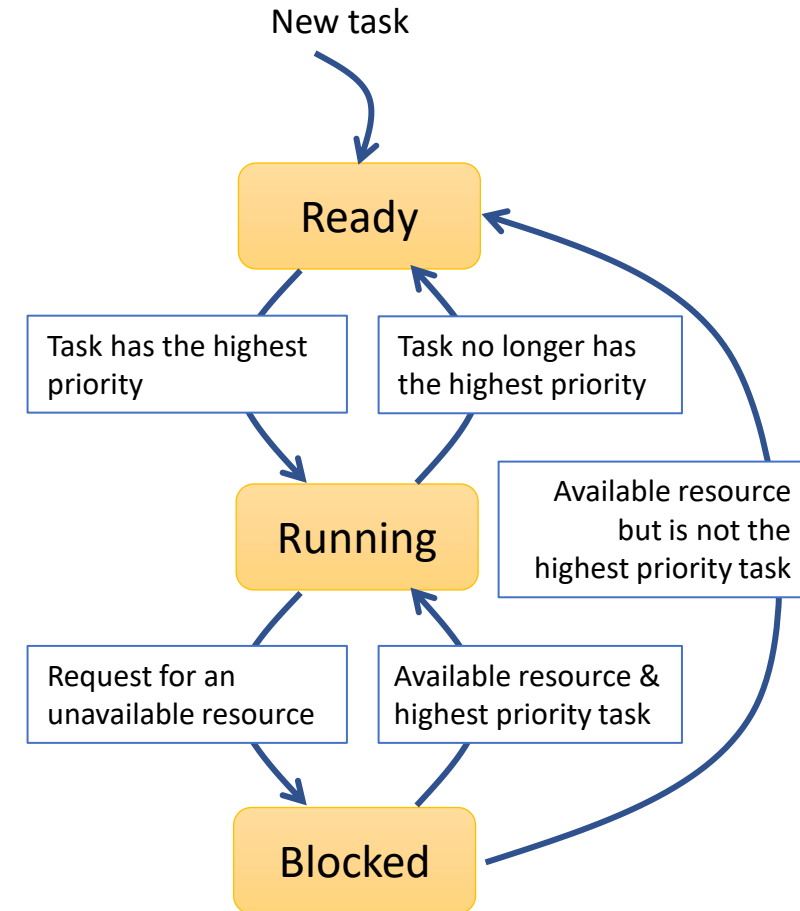 New task
Ready
Task has the highest
priority
Task no longer has
the highest priority
Available resource
but is not the
highest priority task
Running
Request for an
unavailable resource
Available resource &
highest priority task
Blocked